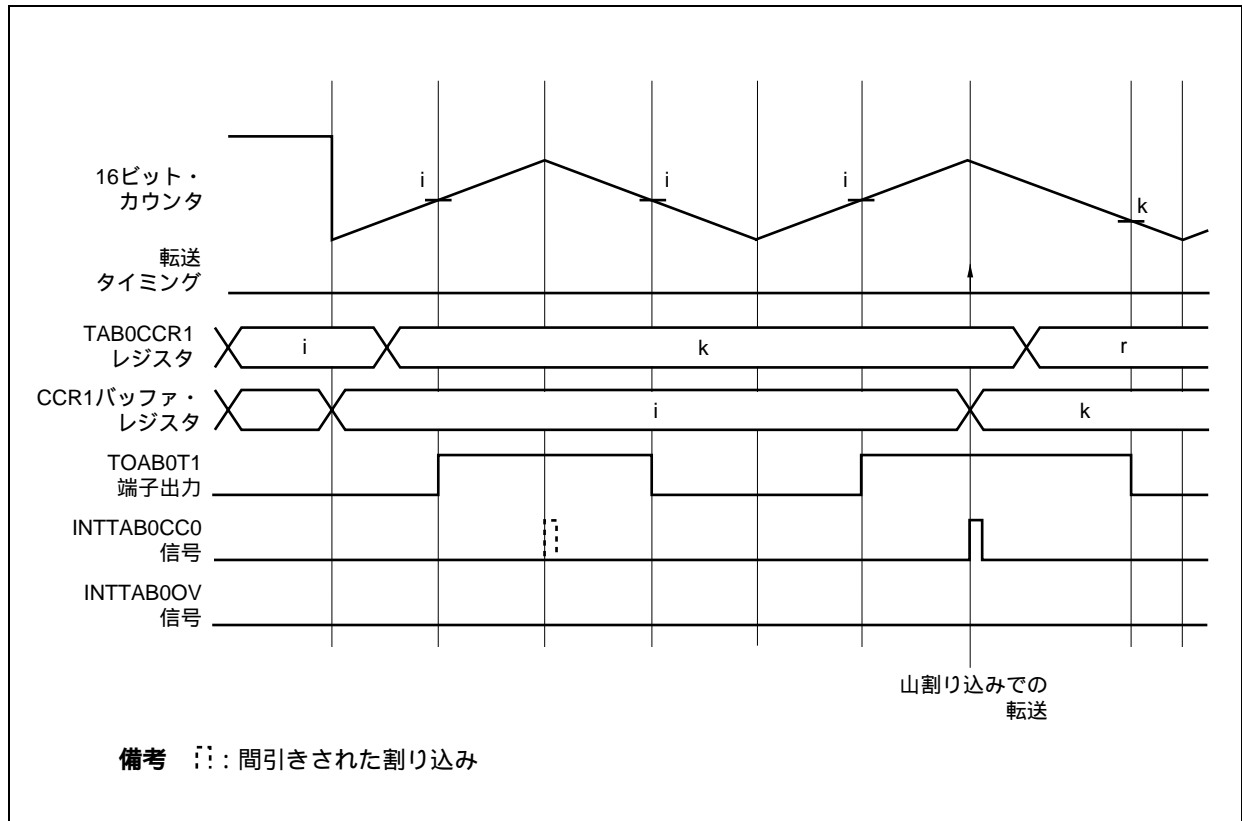 16ビット・
カウンタ
i
i
i
k
転送
タイミング
TAB0CCR1
レジスタ
i
k
r
CCR1バッファ・
レジスタ
i
k
TOAB0T1
端子出力
INTTAB0CC0
信号
INTTAB0OV
信号
山割り込みでの
転送
備考 : 間引きされた割り込み